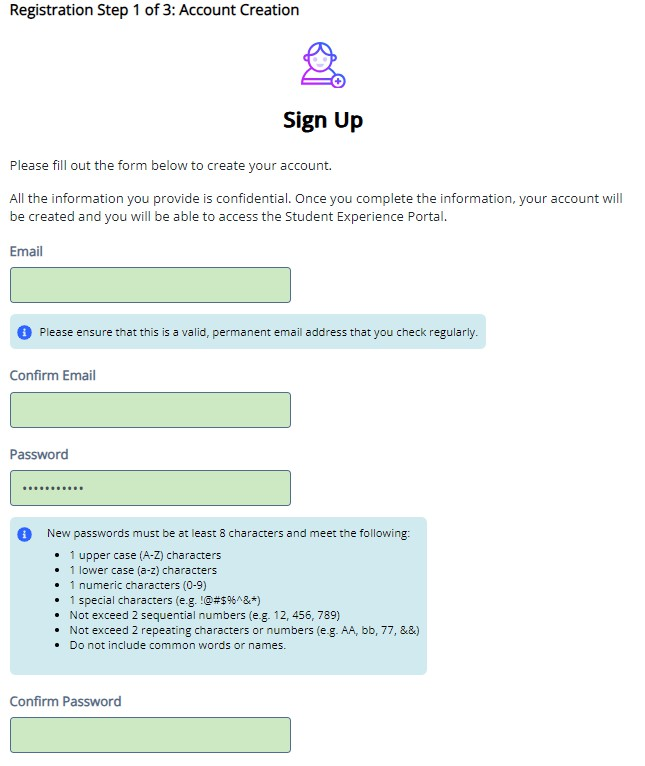 Registration Step 1 of 3: Account Creation
Sign Up
Please fill out the form below to create your account.
All the information you provide is confidential. Once you complete the information, your account will
be created and you will be able to access the Student Experience Portal.
Email
Please ensure that this is a valid, permanent email address that you check regularly.
Confirm Email
Password
•••••••••••
New passwords must be at least 8 characters and meet the following:
• 1 upper case (A-Z) characters
• 1 lower case (a-z) characters
• 1 numeric characters (0-9)
• 1 special characters (e.g. !@#$%^&*)
• Not exceed 2 sequential numbers (e.g. 12, 456, 789)
• Not exceed 2 repeating characters or numbers (e.g. AA, bb, 77, &&)
• Do not include common words or names.
Confirm Password